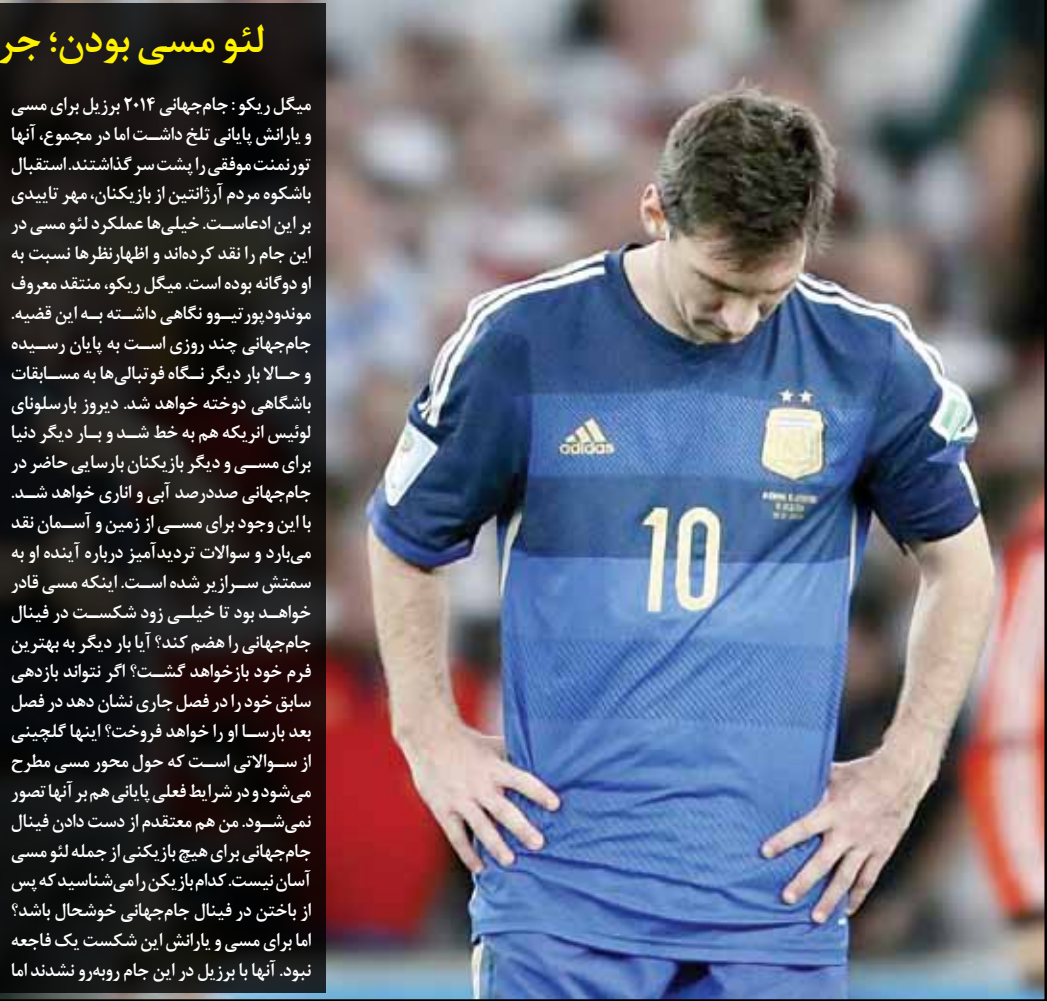 لئو مسی بودن؛ جر
میگل ریکو : جام‌جهانی ۲۰۱۴ برزیل برای مسی
و یارانش پایانی تلخ داشت اما در مجموع، آنها
تورنمنت موفقی را پشت سر گذاشتند. استقبال
باشکوه مردم آرژانتین از بازیکنان، مهر تاییدی
بر این ادعاست. خیلی‌ها عملکرد لئو مسی در
این جام را نقد کرده‌اند و اظهارنظرها نسبت به
او دوگانه بوده است. میگل ریکو، منتقد معروف
موندودپورتیوو نگاهی داشته به این قضیه.
جام‌جهانی چند روزی است به پایان رسیده
و حالا بار دیگر نگاه فوتبالی‌ها به مسابقات
باشگاهی دوخته خواهد شد. دیروز بارسلونای
لوئیس انریکه هم به خط شد و بار دیگر دنیا
برای مسی و دیگر بازیکنان بارسایی حاضر در
جام‌جهانی صددرصد آبی و اناری خواهد شد.
با این وجود برای مسی از زمین و آسمان نقد
می‌بارد و سوالات تردیدآمیز درباره آینده او به
سمتش سرازیر شده است. اینکه مسی قادر
خواهد بود تا خیلی زود شکست در فینال
جام‌جهانی را هضم کند؟ آیا بار دیگر به بهترین
فرم خود بازخواهد گشت؟ اگر نتواند بازدهی
سابق خود را در فصل جاری نشان دهد در فصل
بعد بارسا او را خواهد فروخت؟ اینها گلچینی
از سوالاتی است که حول محور مسی مطرح
می‌شود و در شرایط فعلی پایانی هم بر آنها تصور
نمی‌شود. من هم معتقدم از دست دادن فینال
جام‌جهانی برای هیچ بازیکنی از جمله لئو مسی
آسان نیست. کدام بازیکن را می‌شناسید که پس
از باختن در فینال جام‌جهانی خوشحال باشد؟
اما برای مسی و یارانش این شکست یک فاجعه
نبود. آنها با برزیل در این جام روبه‌رو نشدند اما
adidas
10